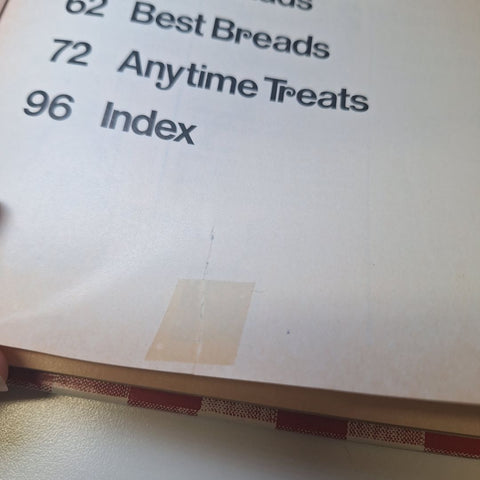 62 Best Breads
72 Anytime Treats
96 Index